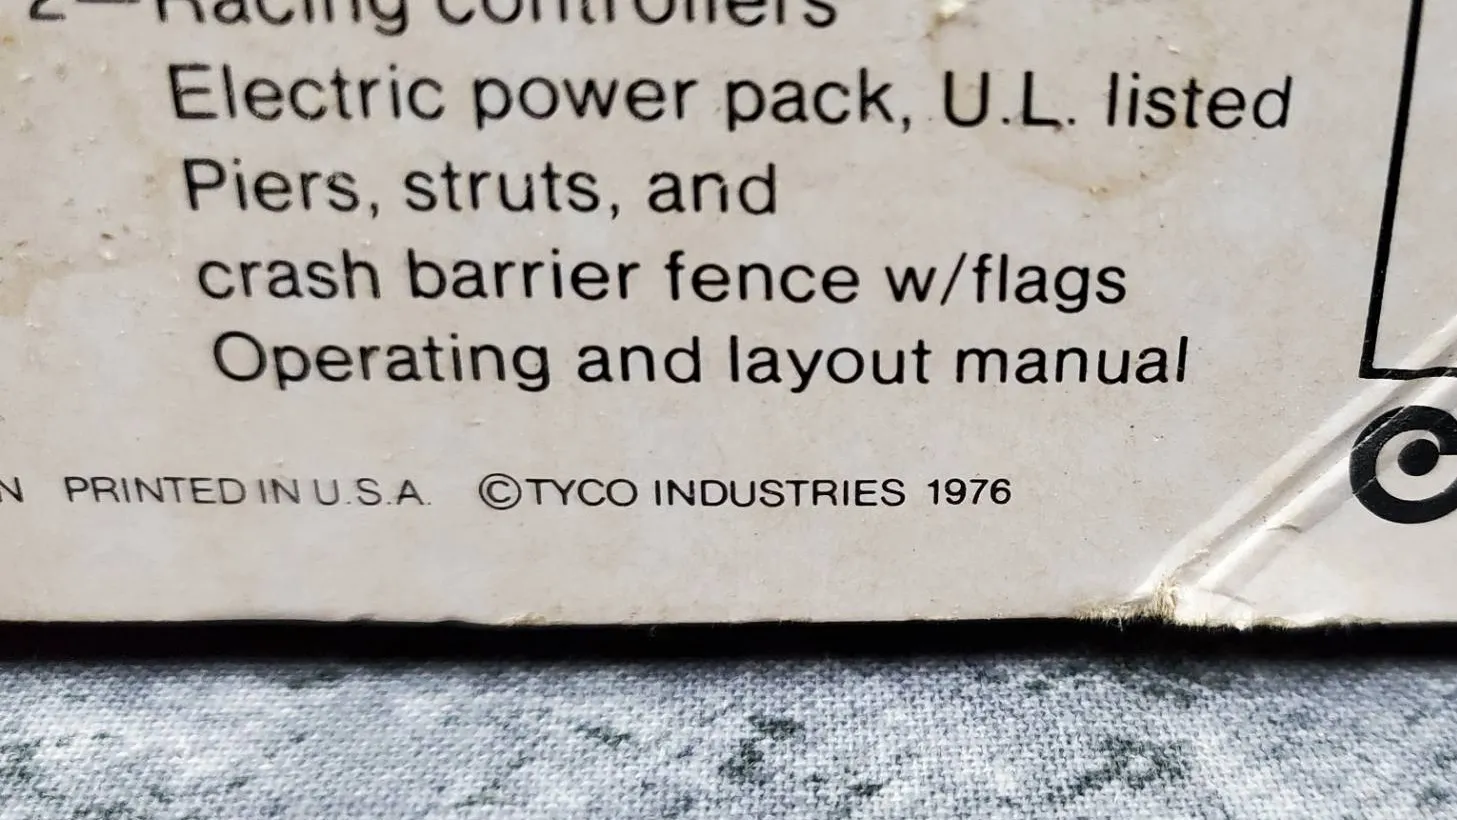 2—Racing controllers
Electric power pack, U.L. listed
Piers, struts, and
crash barrier fence w/flags
Operating and layout manual
N PRINTED IN U.S.A. ©TYCO INDUSTRIES 1976